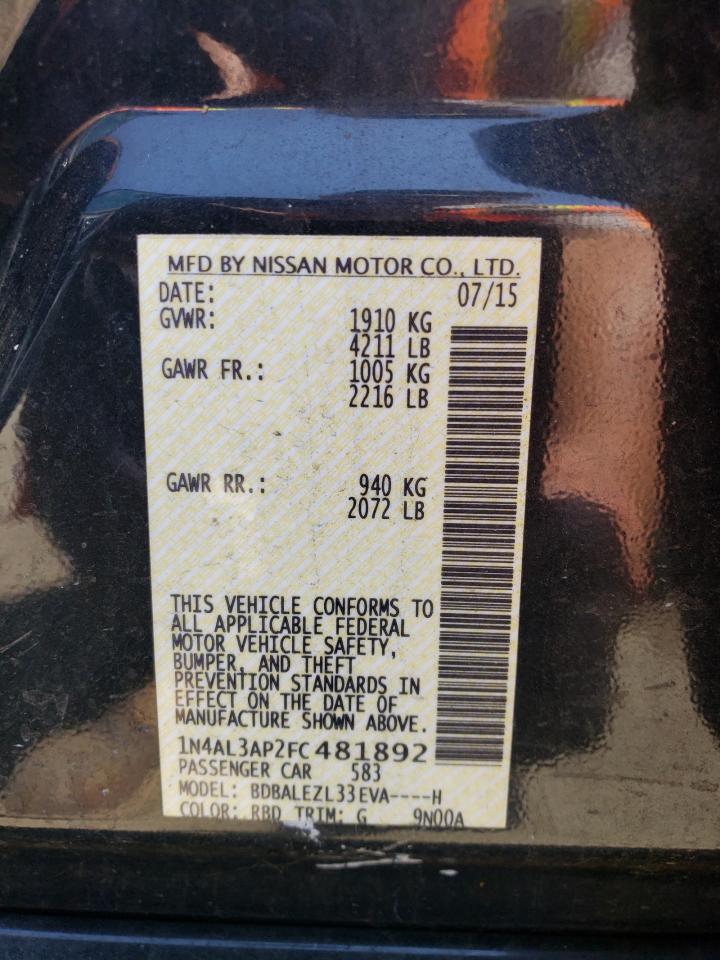 MFD BY NISSAN MOTOR CO., LTD.
DATE: 07/15
GVWR: 1910 KG
4211 LB
GAWR FR.: 1005 KG
2216 LB
GAWR RR.: 940 KG
2072 LB
THIS VEHICLE CONFORMS TO
ALL APPLICABLE FEDERAL
MOTOR VEHICLE SAFETY,
BUMPER, AND THEFT
PREVENTION STANDARDS IN
EFFECT ON THE DATE OF
MANUFACTURE SHOWN ABOVE.
1N4AL3AP2FC481892
PASSENGER CAR 583
MODEL: BDBALEZL33EVA----H
COLOR: RBD TRIM: G 9N00A